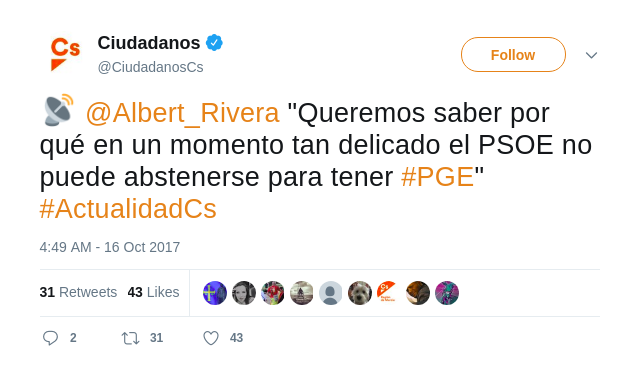 Cs
Ciudadanos
@CiudadanosCs
Follow
@Albert_Rivera "Queremos saber por
qué en un momento tan delicado el PSOE no
puede abstenerse para tener #PGE"
#ActualidadCs
4:49 AM - 16 Oct 2017
31 Retweets 43 Likes
Cs
2 31 43